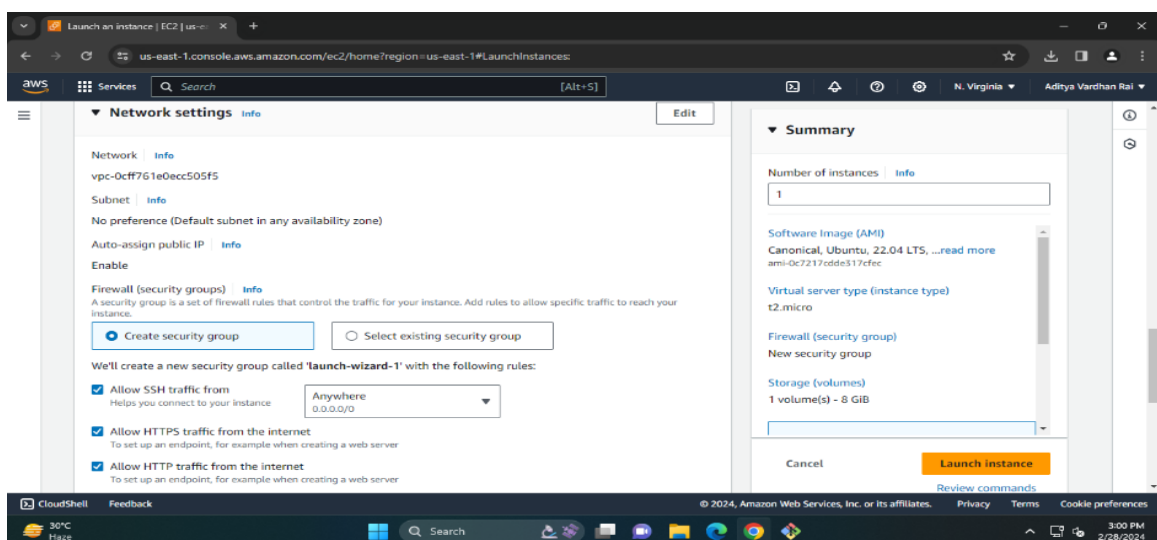 Launch an instance | EC2 | us-e
us-east-1.console.aws.amazon.com/ec2/home?region=us-east-1#LaunchInstances:
aws
Services
Search
[Alt+S]
N. Virginia
Aditya Vardhan Rai
Network settings Info
Edit
Network Info
vpc-0cff761e0ecc505f5
Subnet Info
No preference (Default subnet in any availability zone)
Auto-assign public IP Info
Enable
Firewall (security groups) Info
A security group is a set of firewall rules that control the traffic for your instance. Add rules to allow specific traffic to reach your
instance.
Create security group
Select existing security group
We'll create a new security group called 'launch-wizard-1' with the following rules:
Allow SSH traffic from
Helps you connect to your instance
Anywhere
0.0.0.0/0
Allow HTTPS traffic from the internet
To set up an endpoint, for example when creating a web server
Allow HTTP traffic from the internet
To set up an endpoint, for example when creating a web server
Summary
Number of instances Info
1
Software Image (AMI)
Canonical, Ubuntu, 22.04 LTS, ...read more
ami-0c7217cdde317cfec
Virtual server type (instance type)
t2.micro
Firewall (security group)
New security group
Storage (volumes)
1 volume(s) - 8 GiB
Cancel
Launch instance
Review commands
CloudShell
Feedback
© 2024, Amazon Web Services, Inc. or its affiliates.
Privacy
Terms
Cookie preferences
30°C
Haze
Search
3:00 PM
2/28/2024